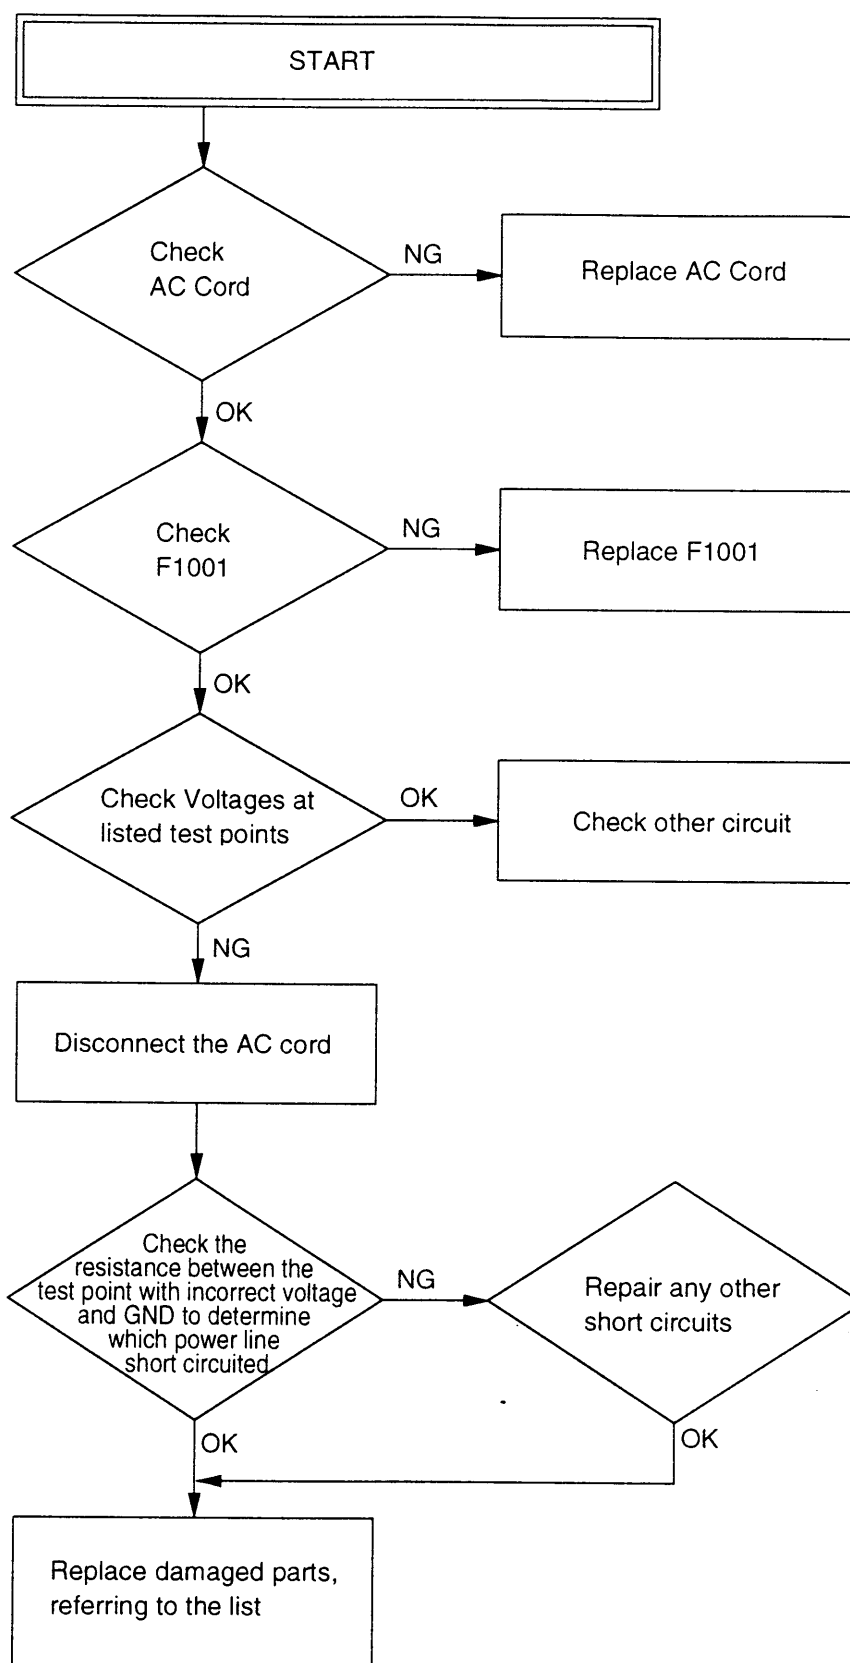 START
Check
AC Cord
NG
Replace AC Cord
OK
Check
F1001
NG
Replace F1001
OK
Check Voltages at
listed test points
OK
Check other circuit
NG
Disconnect the AC cord
Check the
resistance between the
test point with incorrect voltage
and GND to determine
which power line
short circuited
NG
Repair any other
short circuits
OK
OK
Replace damaged parts,
referring to the list